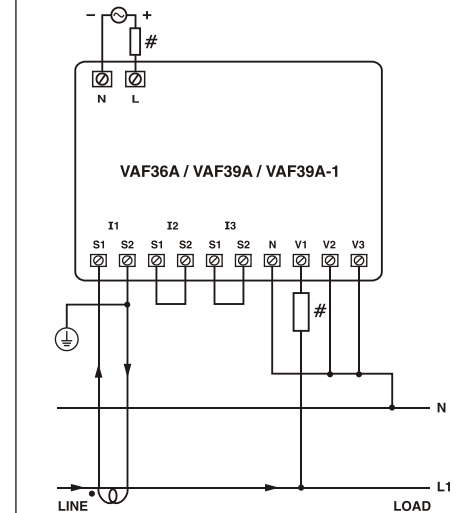 – +
#
N L
VAF36A / VAF39A / VAF39A-1
I1 I2 I3
S1 S2 S1 S2 S1 S2 N V1 V2 V3
#
N
L1
LINE LOAD